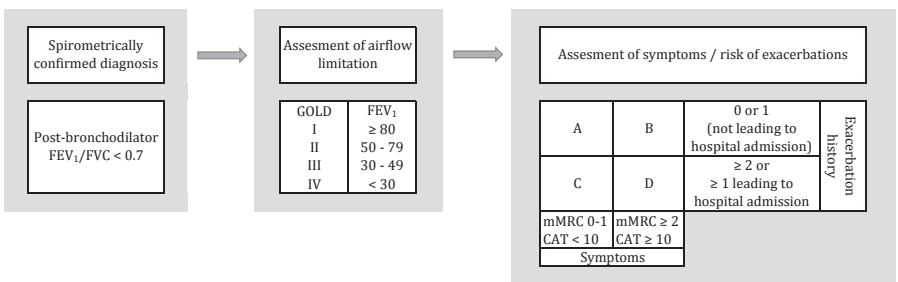 Spirometrically
confirmed diagnosis
Post-bronchodilator
FEV₁/FVC < 0.7
Assesment of airflow
limitation
GOLD FEV₁
I ≥ 80
II 50 - 79
III 30 - 49
IV < 30
Assesment of symptoms / risk of exacerbations
A B
0 or 1
(not leading to
hospital admission)
C D
≥ 2 or
≥ 1 leading to
hospital admission
Exacerbation
history
mMRC 0-1 mMRC ≥ 2
CAT < 10 CAT ≥ 10
Symptoms